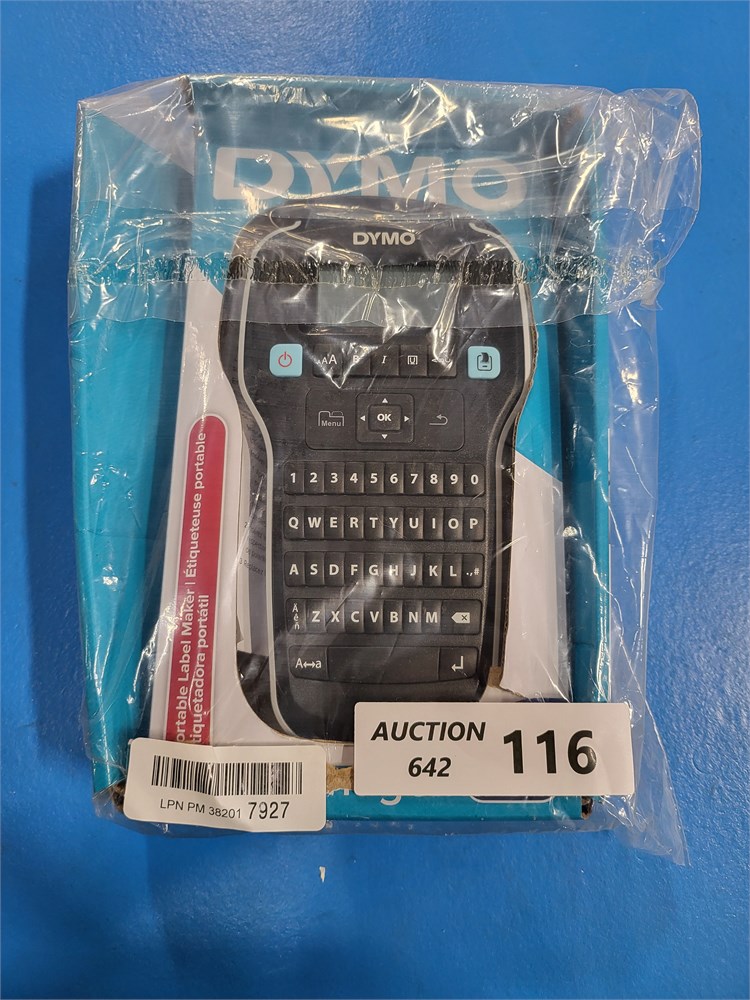 DYMO
DYMO
AA B I U
Menu OK
1 2 3 4 5 6 7 8 9 0
Q W E R T Y U I O P
A S D F G H J K L .,#
Z X C V B N M
A↔a
Portable Label Maker | Étiqueteuse portable
Etiquetadora portátil
AUCTION
642
116
LPN PM 38201 7927